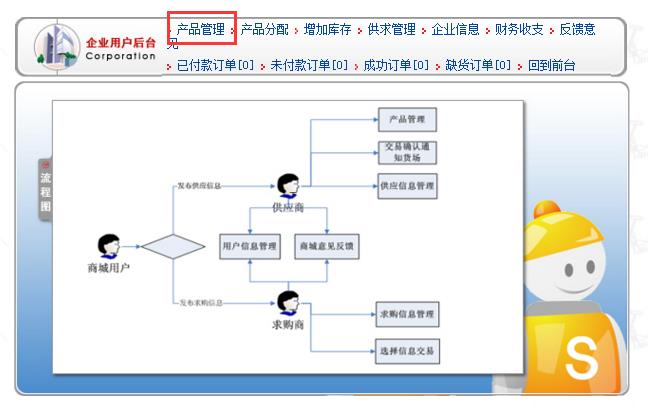 企业用户后台
Corporation
产品管理 产品分配 增加库存 供求管理 企业信息 财务收支 反馈意
见
已付款订单[0] 未付款订单[0] 成功订单[0] 缺货订单[0] 回到前台
流程图
产品管理
交易确认通
知货场
发布供应信息
供应商
供应信息管理
用户信息管理
商城意见反馈
商城用户
发布求购信息
求购商
求购信息管理
选择信息交易
S